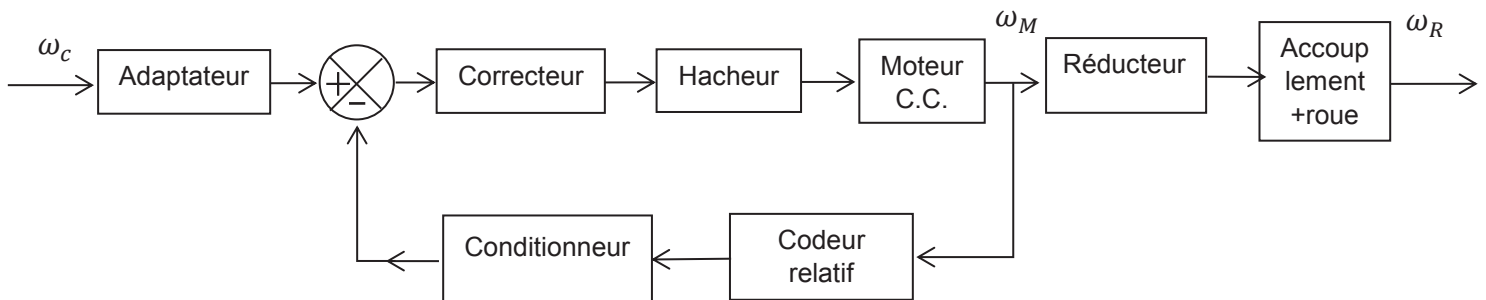 ω_c
Adaptateur
+
−
Correcteur
Hacheur
Moteur
C.C.
ω_M
Réducteur
Accoup
lement
+roue
ω_R
Conditionneur
Codeur
relatif